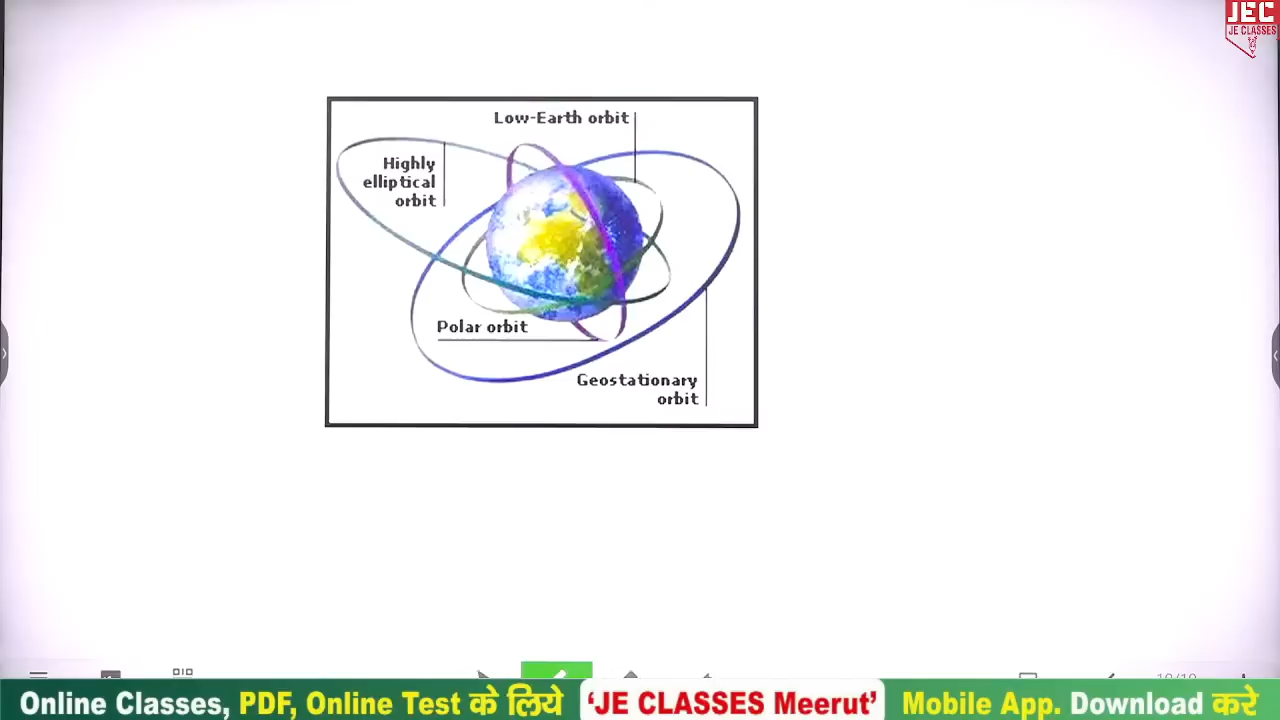 JEC
JE CLASSES
Low-Earth orbit
Highly
elliptical
orbit
Polar orbit
Geostationary
orbit
Online Classes, PDF, Online Test के लिये 'JE CLASSES Meerut' Mobile App. Download करे